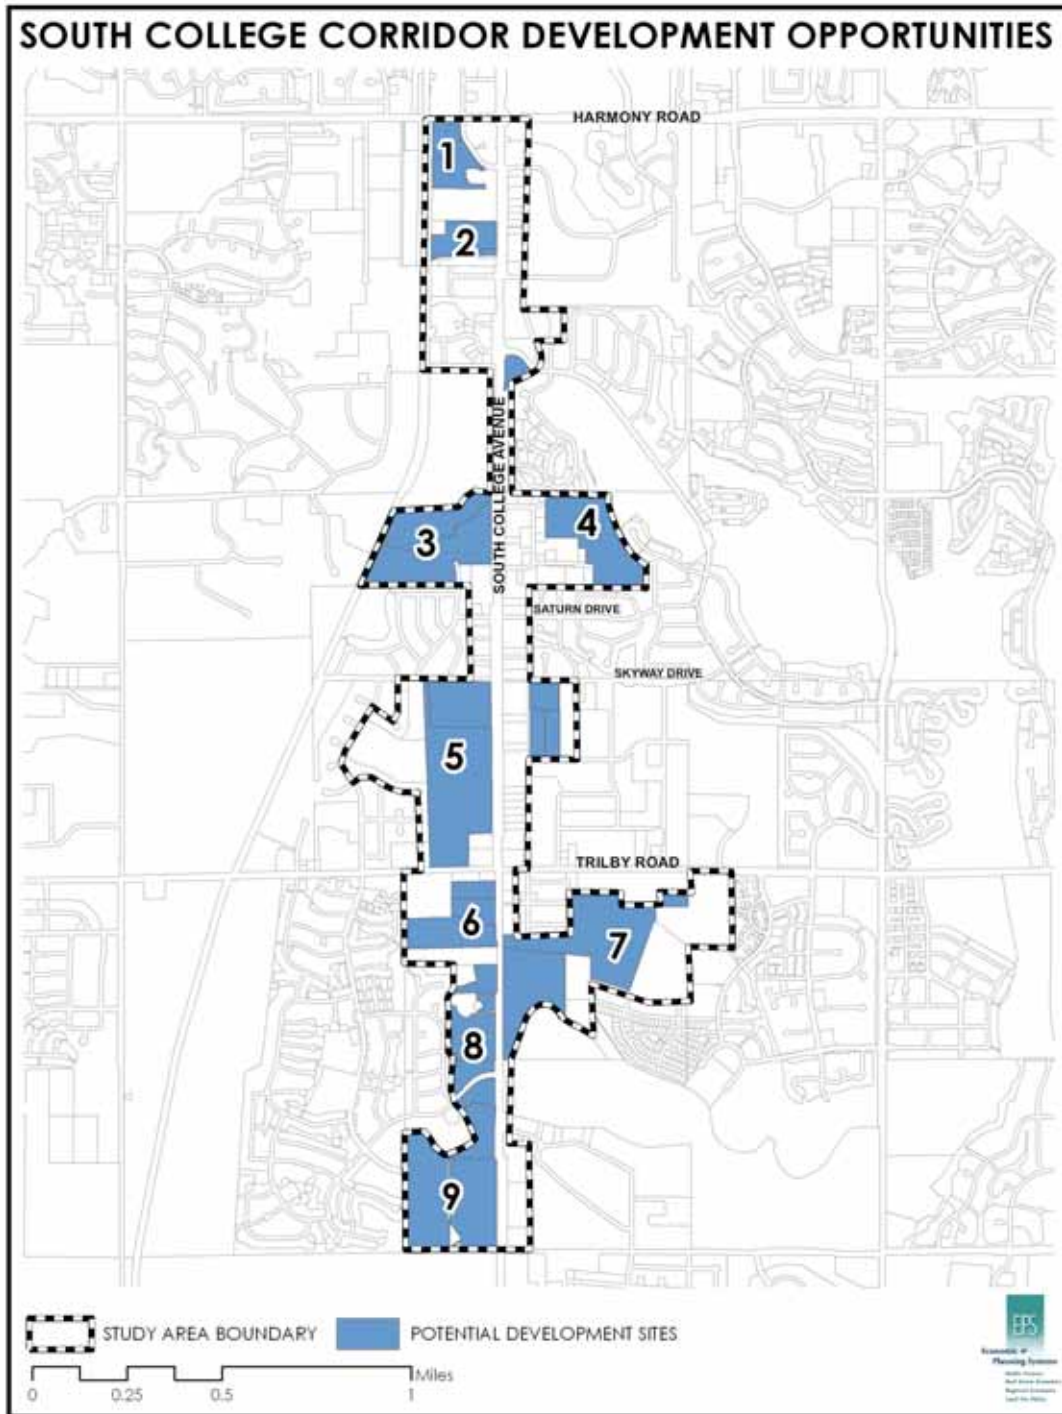 SOUTH COLLEGE CORRIDOR DEVELOPMENT OPPORTUNITIES
HARMONY ROAD
1
2
SOUTH COLLEGE AVENUE
3
4
SATURN DRIVE
SKYWAY DRIVE
5
TRILBY ROAD
6
7
8
9
STUDY AREA BOUNDARY
POTENTIAL DEVELOPMENT SITES
Miles
0 0.25 0.5 1
EPS
Economic &
Planning Systems